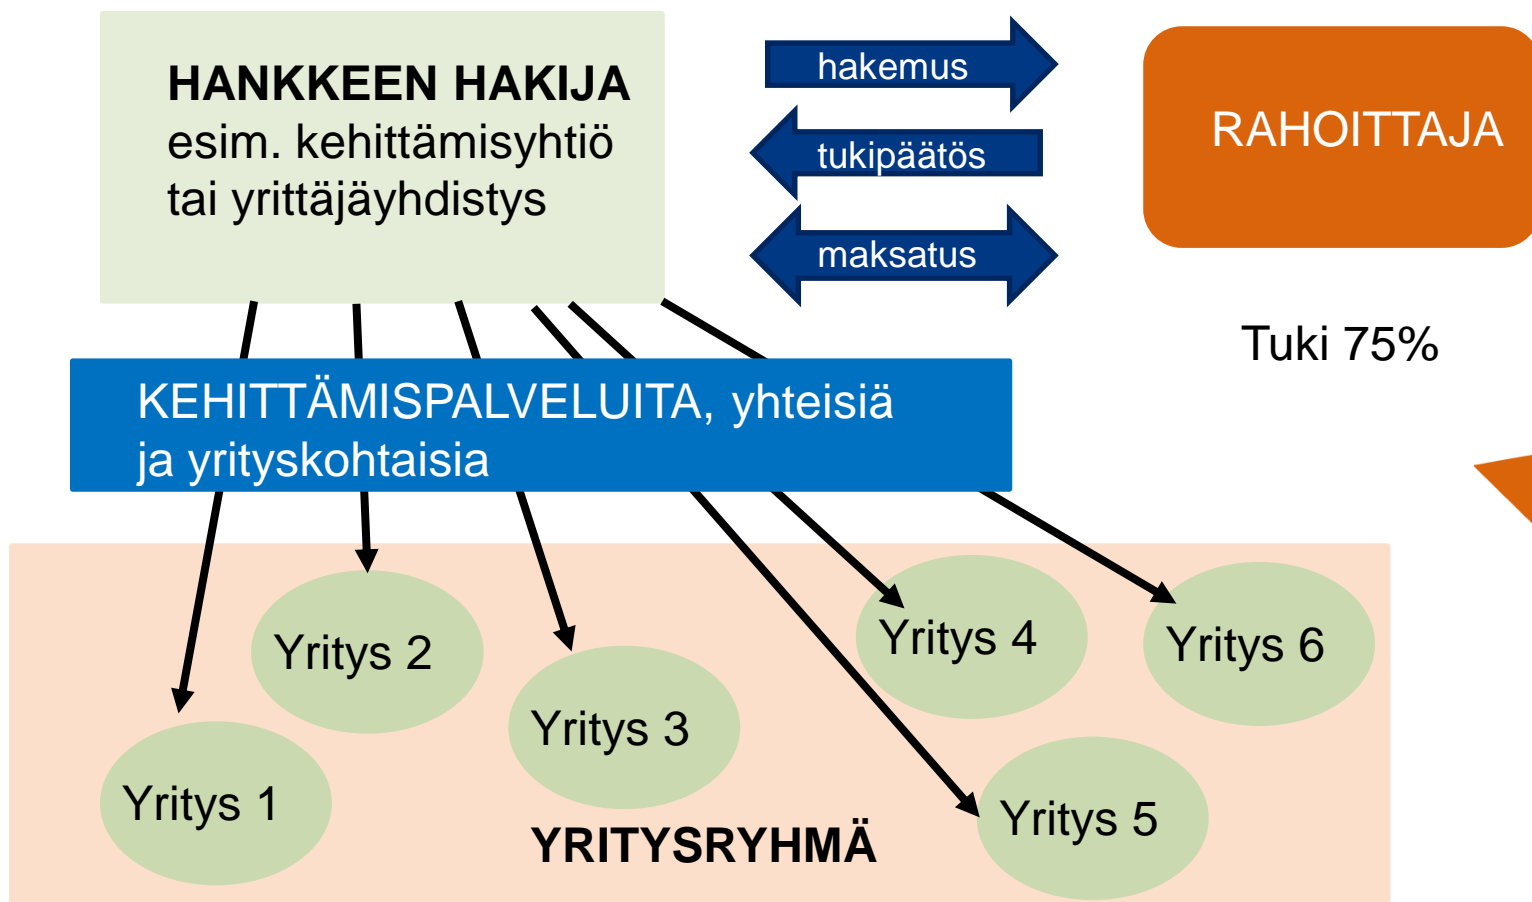 HANKKEEN HAKIJA
esim. kehittämisyhtiö
tai yrittäjäyhdistys
hakemus
tukipäätös
maksatus
RAHOITTAJA
Tuki 75%
KEHITTÄMISPALVELUITA, yhteisiä
ja yrityskohtaisia
Yritys 1
Yritys 2
Yritys 3
Yritys 4
Yritys 5
Yritys 6
YRITYSRYHMÄ